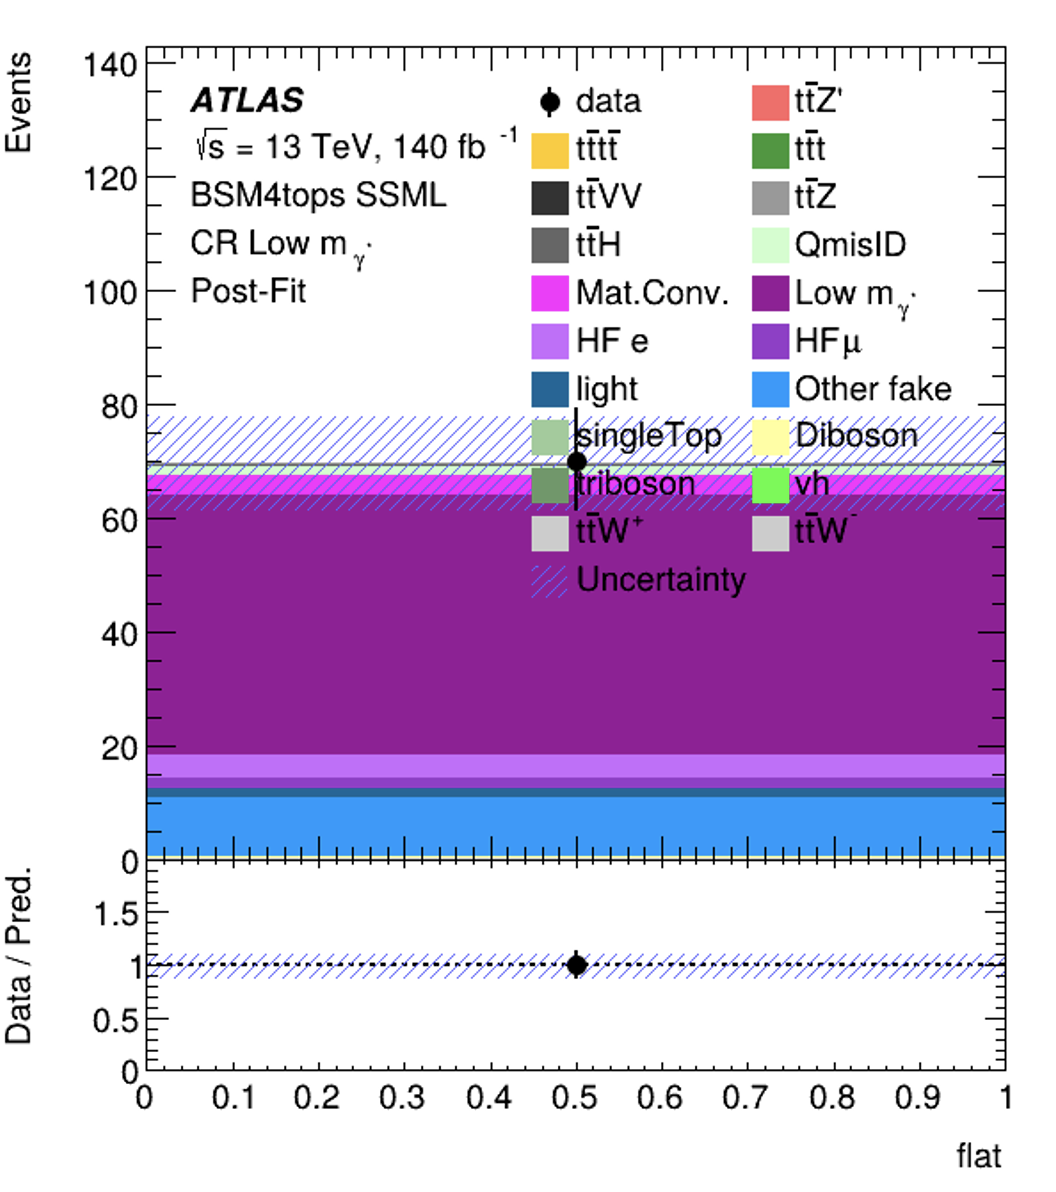 Events
140
120
100
80
60
40
20
0
ATLAS
√s = 13 TeV, 140 fb⁻¹
BSM4tops SSML
CR Low m_γ*
Post-Fit
data
tt̄Z'
tt̄tt̄
tt̄t
tt̄VV
tt̄Z
tt̄H
QmisID
Mat.Conv.
Low m_γ*
HF e
HFμ
light
Other fake
singleTop
Diboson
triboson
vh
tt̄W⁺
tt̄W⁻
Uncertainty
Data / Pred.
1.5
1
0.5
0
0 0.1 0.2 0.3 0.4 0.5 0.6 0.7 0.8 0.9 1
flat